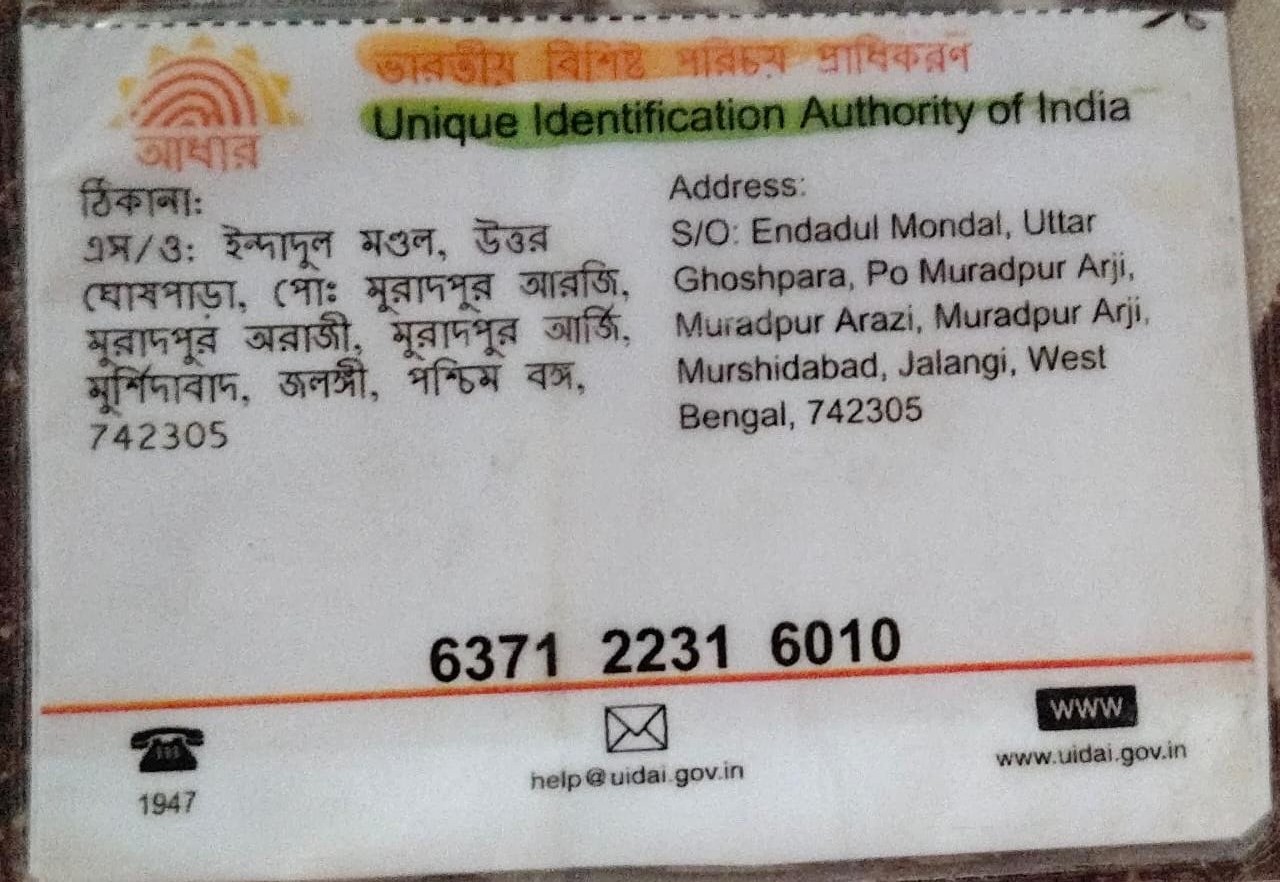 ভারতীয় বিশিষ্ট পরিচয় প্রাধিকরণ
Unique Identification Authority of India
আধার
ঠিকানা:
এস/ও: ইন্দাদুল মণ্ডল, উত্তর
ঘোষপাড়া, পোঃ মূরাদপুর আরজি,
মূরাদপুর অরাজী, মূরাদপুর আর্জি,
মূর্শিদাবাদ, জলঙ্গী, পশ্চিম বঙ্গ,
742305
Address:
S/O: Endadul Mondal, Uttar
Ghoshpara, Po Muradpur Arji,
Muradpur Arazi, Muradpur Arji,
Murshidabad, Jalangi, West
Bengal, 742305
6371 2231 6010
1947
help@uidai.gov.in
www
www.uidai.gov.in